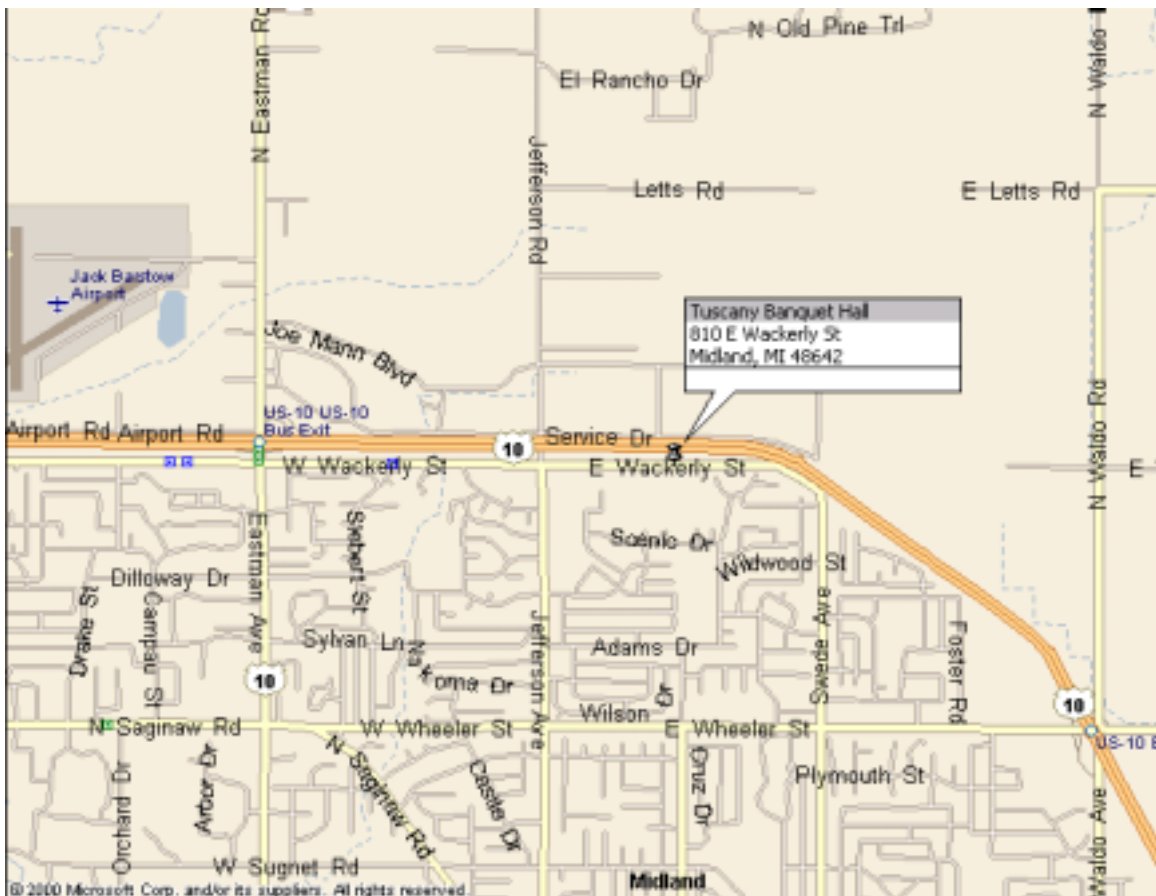 N Old Pine Trl
N Eastman Rd
El Rancho Dr
N Waldo
Jefferson Rd
Letts Rd
E Letts Rd
Jack Barstow
Airport
Tuscany Banquet Hall
810 E Wackerly St
Midland, MI 48642
Joe Mann Blvd
N Waldo Rd
US-10 US-10
Bus Exit
Airport Rd
Airport Rd
10
Service Dr
W Wackerly St
E Wackerly St
E
Eastman Ave
Siebert St
Scenic Dr
Wildwood St
Dilloway Dr
Drake St
Campau St
Sylvan Ln
Na
koma Dr
Jefferson Ave
Adams Dr
Swede Ave
Foster Rd
10
10
Wilson Dr
N Saginaw Rd
W Wheeler St
E Wheeler St
US-10 E
N Saginaw Rd
Orchard Dr
Arbor Dr
Castle Dr
Cruz Dr
Plymouth St
Waldo Ave
W Sugnet Rd
Midland
© 2000 Microsoft Corp. and/or its suppliers. All rights reserved.